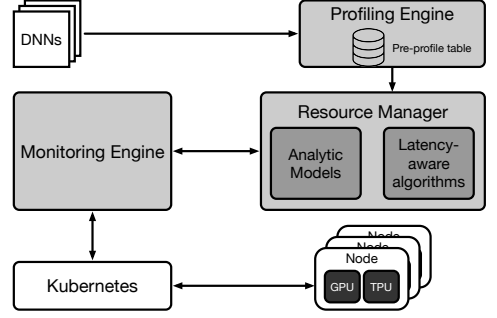 DNNs
Profiling Engine
Pre-profile table
Monitoring Engine
Resource Manager
Analytic
Models
Latency-
aware
algorithms
Kubernetes
Node
Node
Node
GPU
TPU